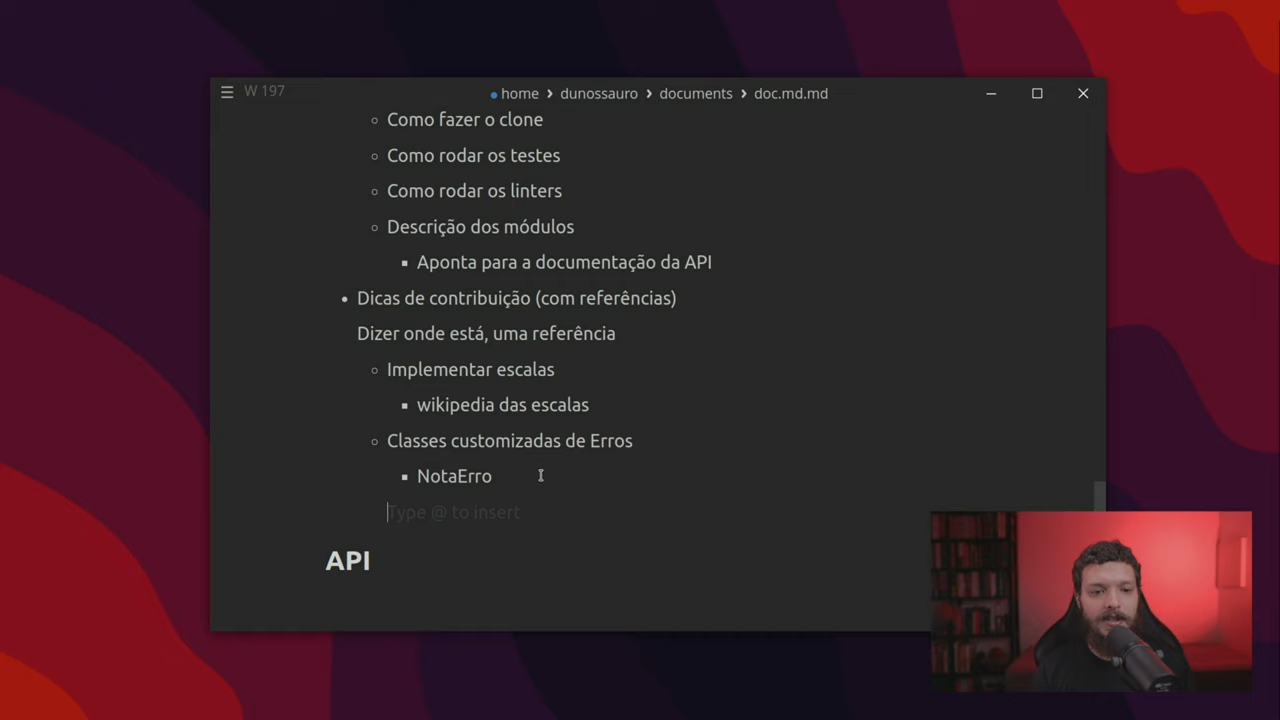 W 197
home › dunossauro › documents › doc.md.md
Como fazer o clone
Como rodar os testes
Como rodar os linters
Descrição dos módulos
Aponta para a documentação da API
Dicas de contribuição (com referências)
Dizer onde está, uma referência
Implementar escalas
wikipedia das escalas
Classes customizadas de Erros
NotaErro
Type @ to insert
API